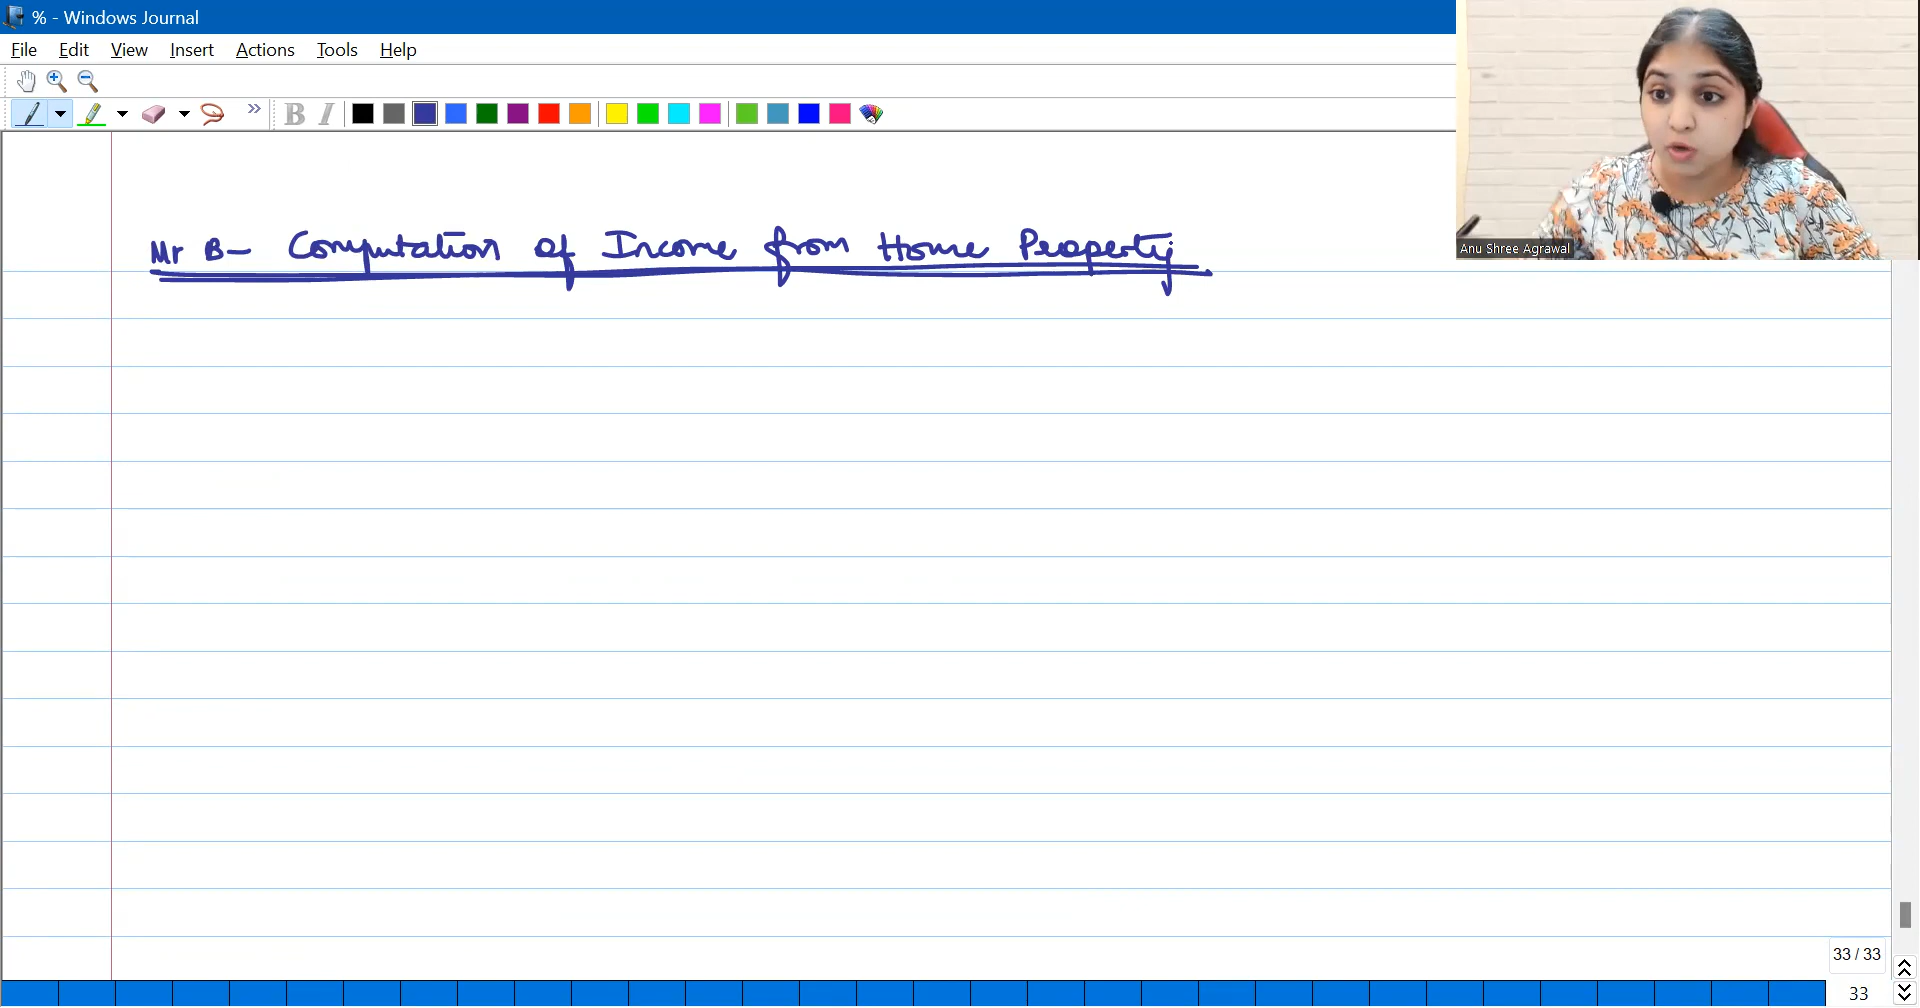 % - Windows Journal
File Edit View Insert Actions Tools Help
B I
Anu Shree Agrawal
Mr B- Computation of Income from House Property
33 / 33
33